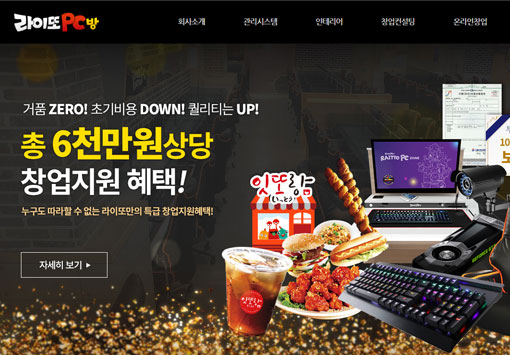 라이또PC방
회사소개 관리시스템 인테리어 창업컨설팅 온라인창업
거품 ZERO! 초기비용 DOWN! 퀄리티는 UP!
총 6천만원상당
창업지원 혜택!
누구도 따라할 수 없는 라이또만의 특급 창업지원혜택!
자세히 보기 ▸
잇또랍
RAITTO PC ZONE
10
GEFORCE GTX